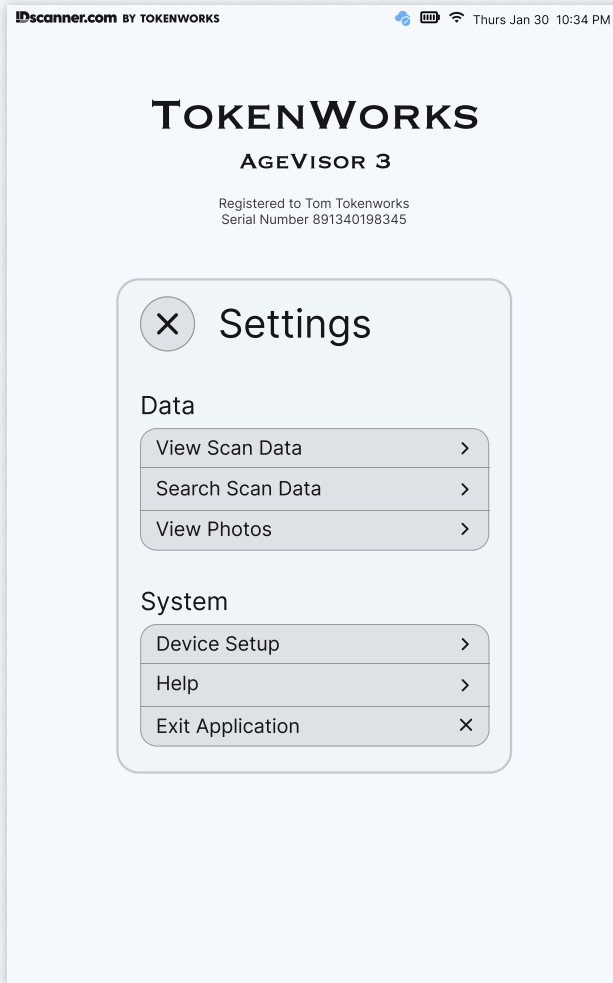 IDscanner.com BY TOKENWORKS
Thurs Jan 30 10:34 PM
TOKENWORKS
AGEVISOR 3
Registered to Tom Tokenworks
Serial Number 891340198345
Settings
Data
View Scan Data
Search Scan Data
View Photos
System
Device Setup
Help
Exit Application